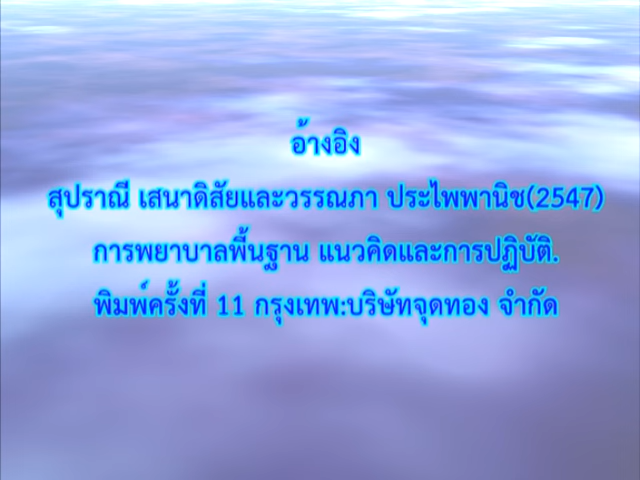 อ้างอิง
สุปราณี เสนาดิสัยและวรรณภา ประไพพานิช(2547)
การพยาบาลพื้นฐาน แนวคิดและการปฏิบัติ.
พิมพ์ครั้งที่ 11 กรุงเทพ:บริษัทจุดทอง จำกัด